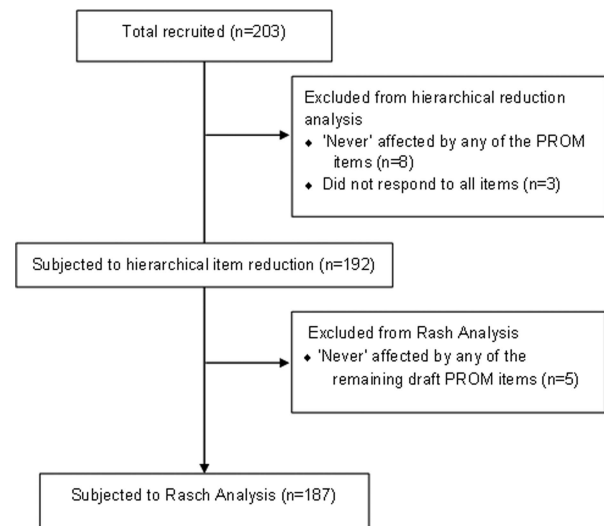 Total recruited (n=203)
Excluded from hierarchical reduction
analysis
♦ 'Never' affected by any of the PROM
items (n=8)
♦ Did not respond to all items (n=3)
Subjected to hierarchical item reduction (n=192)
Excluded from Rash Analysis
♦ 'Never' affected by any of the
remaining draft PROM items (n=5)
Subjected to Rasch Analysis (n=187)